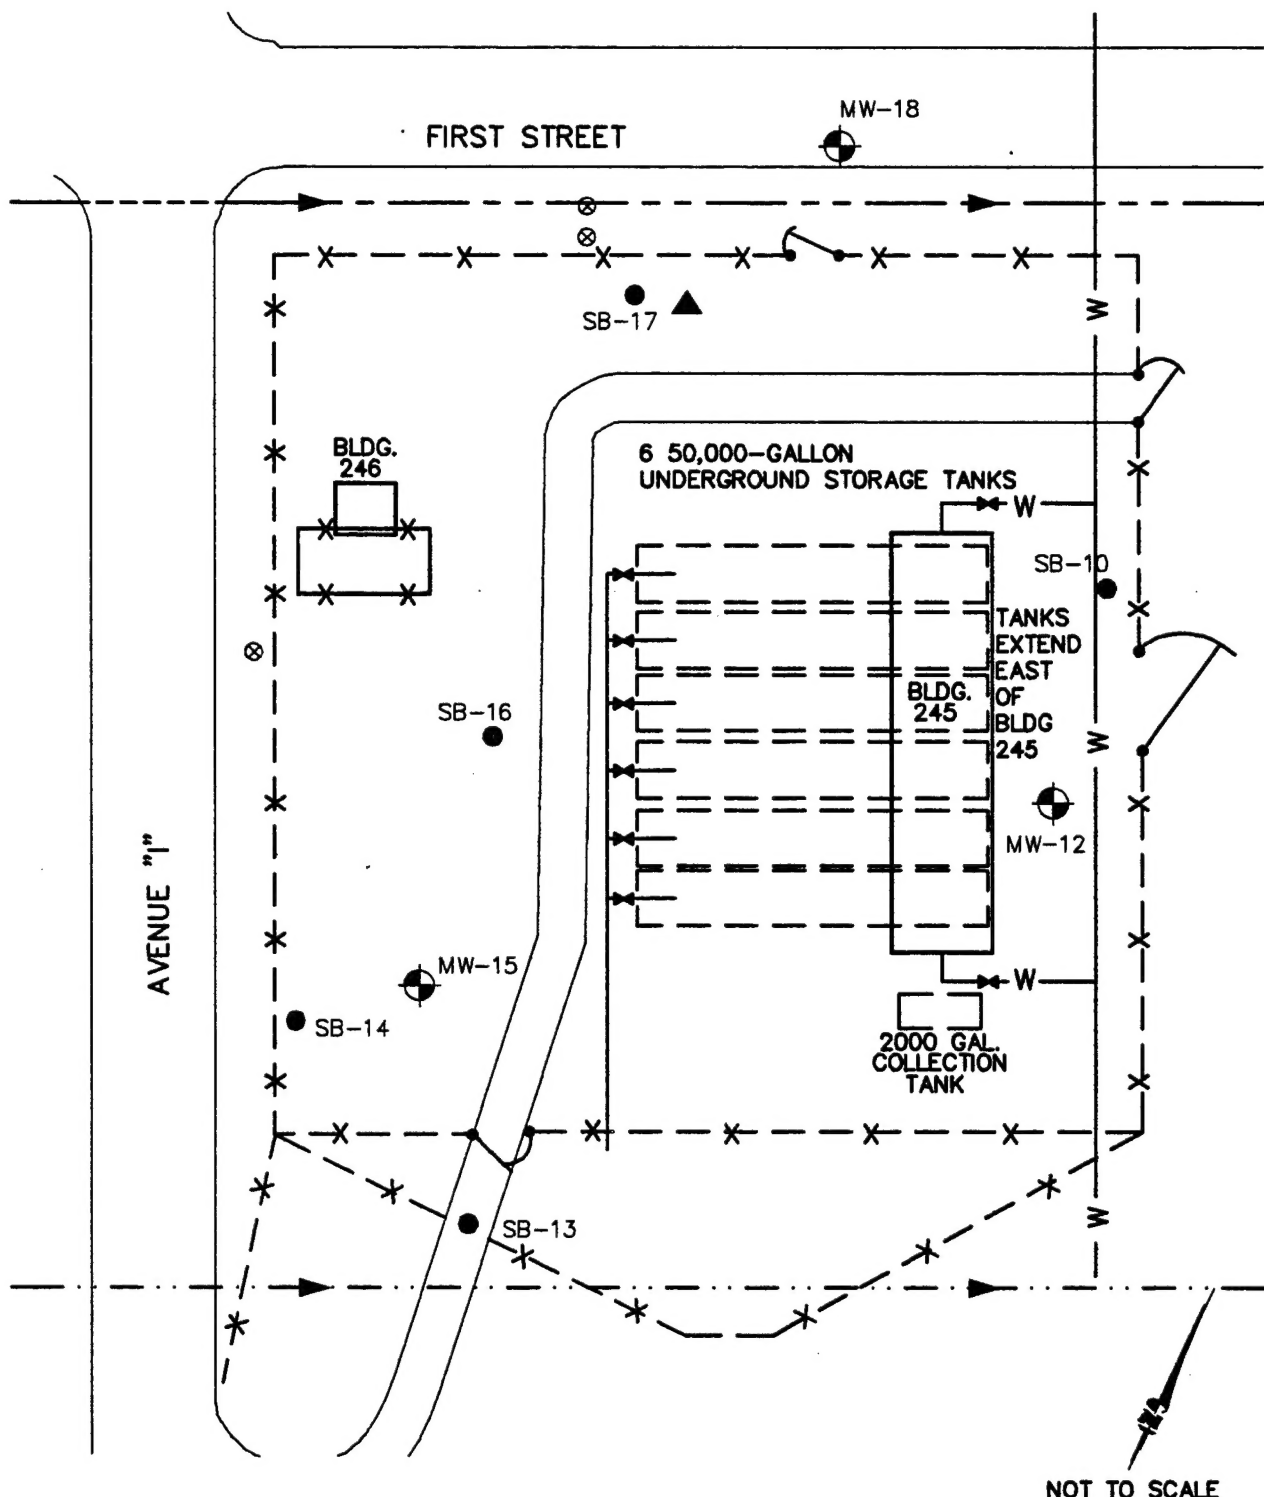 MW-18
FIRST STREET
SB-17
W
BLDG.
246
6 50,000-GALLON
UNDERGROUND STORAGE TANKS
W
SB-10
TANKS
EXTEND
EAST
OF
BLDG
245
BLDG.
245
SB-16
W
MW-12
AVENUE "I"
MW-15
SB-14
W
2000 GAL.
COLLECTION
TANK
SB-13
W
N
NOT TO SCALE